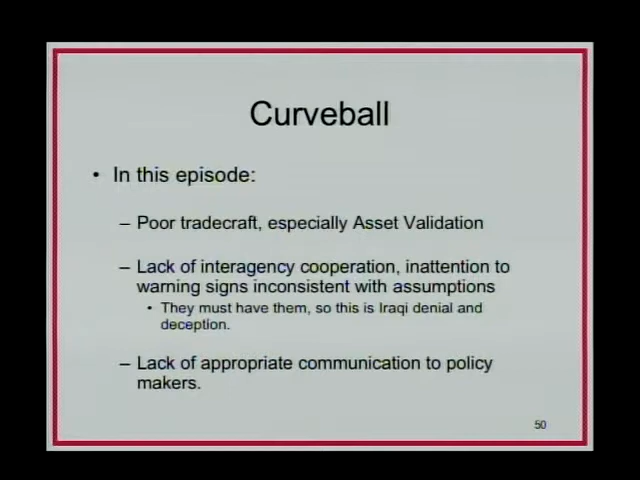 Curveball
• In this episode:
– Poor tradecraft, especially Asset Validation
– Lack of interagency cooperation, inattention to
warning signs inconsistent with assumptions
• They must have them, so this is Iraqi denial and
deception.
– Lack of appropriate communication to policy
makers.
50